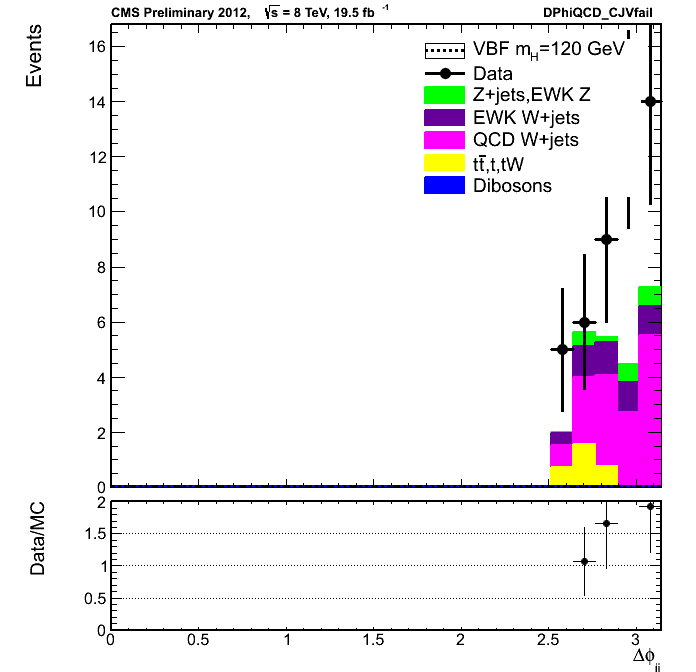 CMS Preliminary 2012, √s = 8 TeV, 19.5 fb⁻¹ DPhiQCD_CJVfail
Events
16
14
12
10
8
6
4
2
0
VBF m_H=120 GeV
Data
Z+jets,EWK Z
EWK W+jets
QCD W+jets
tt̄,t,tW
Dibosons
Data/MC
2
1.5
1
0.5
0
0 0.5 1 1.5 2 2.5 3
Δϕ_jj